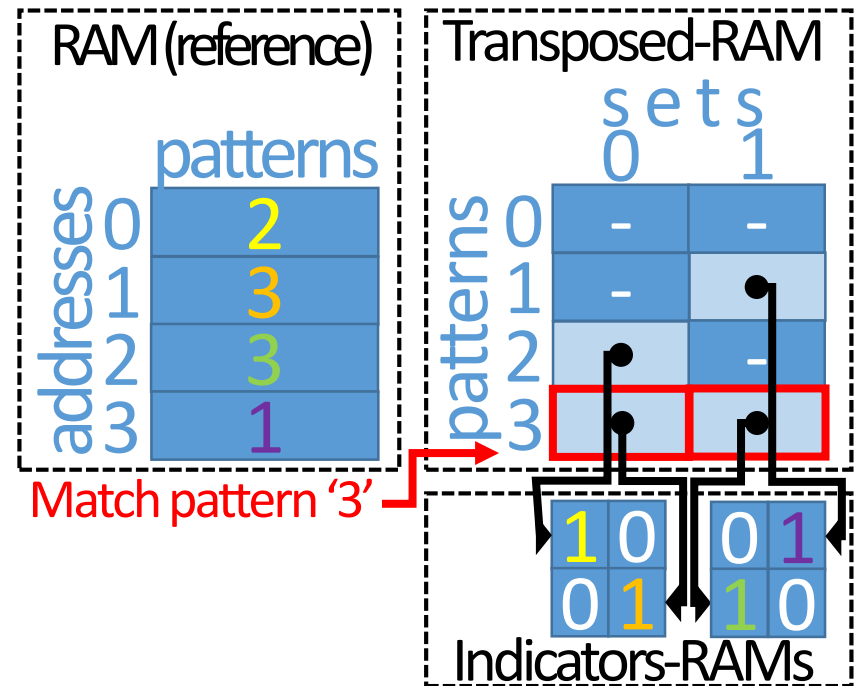 RAM (reference)
patterns
addresses
0 2
1 3
2 3
3 1
Match pattern ‘3’
Transposed-RAM
sets
0 1
patterns
0 - -
1 -
2 -
3
1 0 0 1
0 1 1 0
Indicators-RAMs